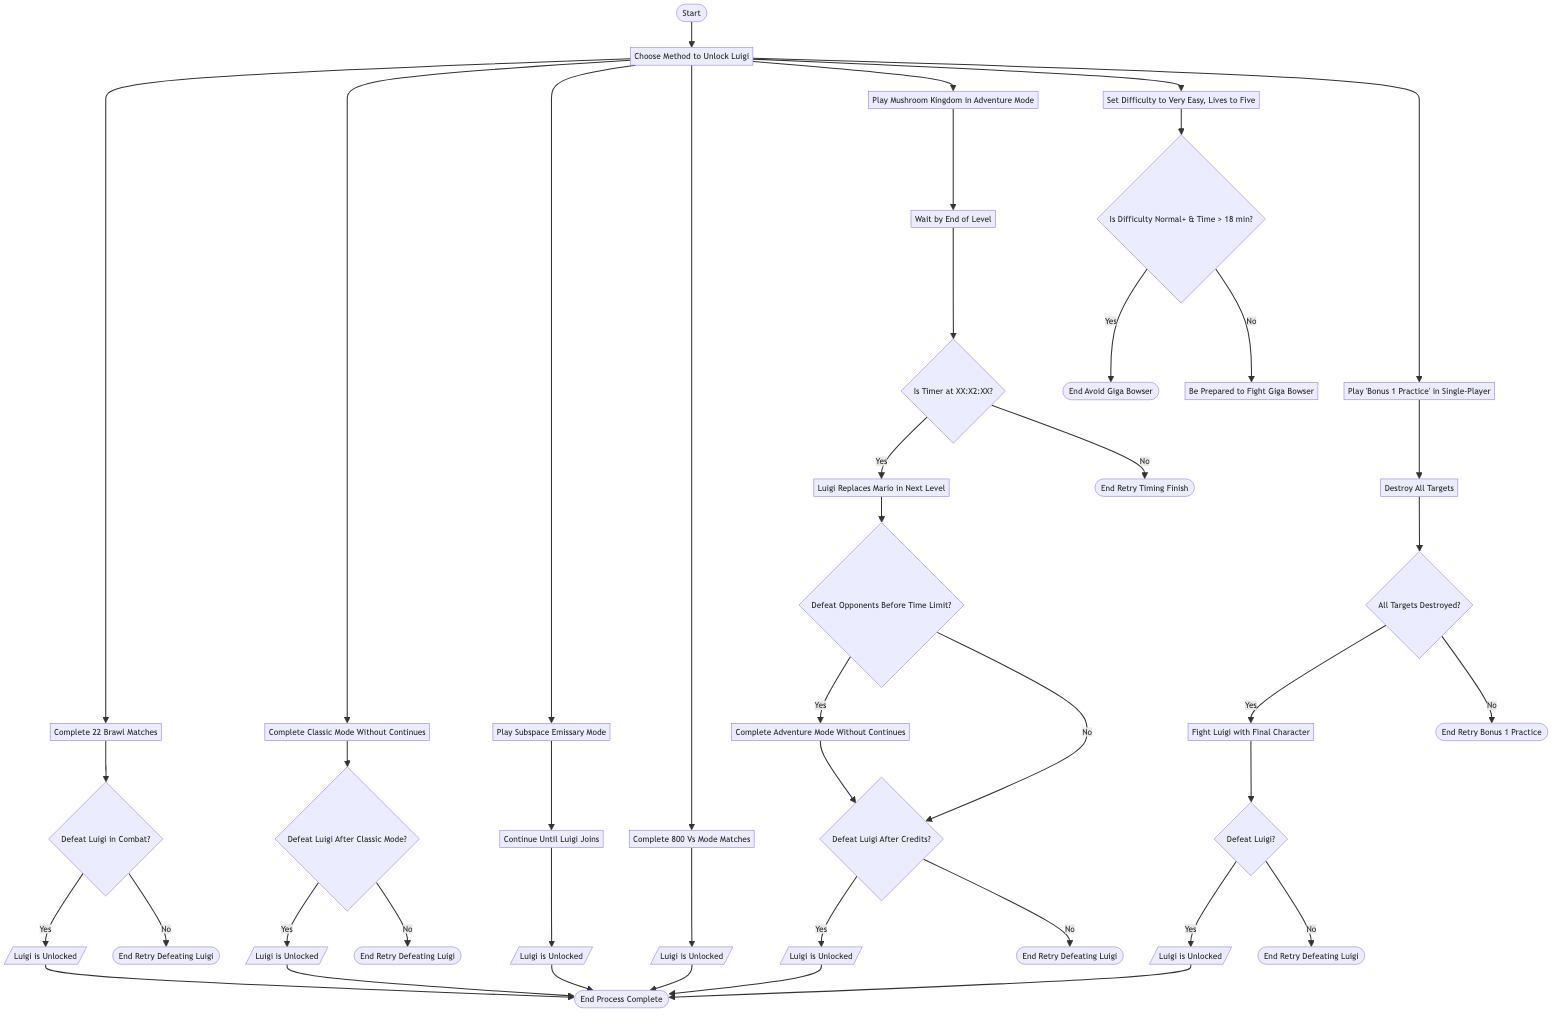 Start
Choose Method to Unlock Luigi
Play Mushroom Kingdom in Adventure Mode
Set Difficulty to Very Easy, Lives to Five
Wait by End of Level
Is Difficulty Normal+ & Time > 18 min?
Yes
No
Is Timer at XX:X2:XX?
End Avoid Giga Bowser
Be Prepared to Fight Giga Bowser
Play 'Bonus 1 Practice' in Single-Player
Yes
No
Luigi Replaces Mario in Next Level
End Retry Timing Finish
Destroy All Targets
Defeat Opponents Before Time Limit?
All Targets Destroyed?
Yes
No
Yes
No
Complete 22 Brawl Matches
Complete Classic Mode Without Continues
Play Subspace Emissary Mode
Complete Adventure Mode Without Continues
Fight Luigi with Final Character
End Retry Bonus 1 Practice
Defeat Luigi in Combat?
Defeat Luigi After Classic Mode?
Continue Until Luigi Joins
Complete 800 Vs Mode Matches
Defeat Luigi After Credits?
Defeat Luigi?
Yes
No
Yes
No
Yes
No
Yes
No
Luigi is Unlocked
End Retry Defeating Luigi
Luigi is Unlocked
End Retry Defeating Luigi
Luigi is Unlocked
Luigi is Unlocked
Luigi is Unlocked
End Retry Defeating Luigi
Luigi is Unlocked
End Retry Defeating Luigi
End Process Complete